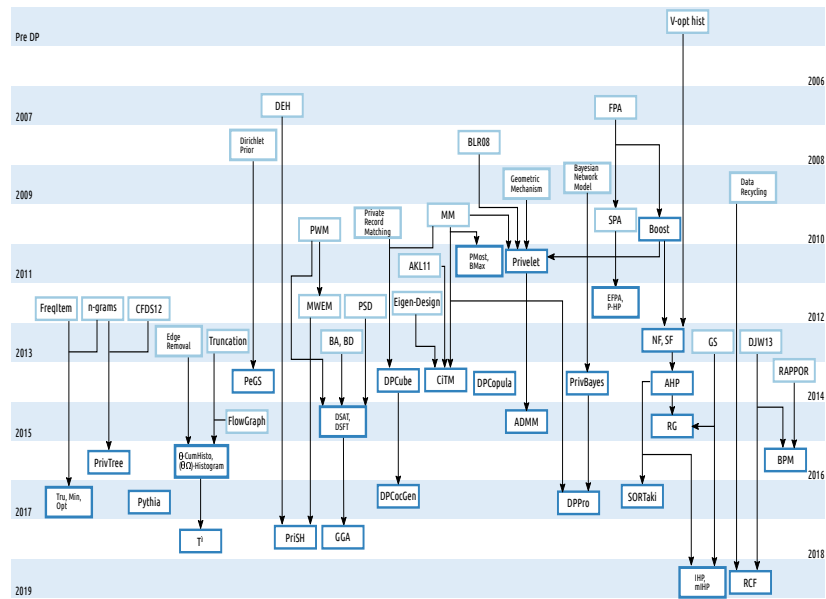 V-opt hist
Pre DP
2006
DEH
FPA
2007
Dirichlet
Prior
BLR08
2008
Geometric
Mechanism
Bayesian
Network
Model
Data
Recycling
2009
Private
Record
Matching
MM
SPA
PWM
Boost
2010
AKL11
PMost,
BMax
Privelet
2011
FreqItem
n-grams
CFDS12
MWEM
PSD
Eigen-Design
EFPA,
P-HP
2012
Edge
Removal
Truncation
BA, BD
NF, SF
GS
DJW13
2013
RAPPOR
PeGS
DPCube
CiTM
DPCopula
PrivBayes
AHP
2014
FlowGraph
DSAT,
DSFT
ADMM
RG
2015
PrivTree
θ-CumHisto,
(θ,Ω)-Histogram
BPM
2016
Tru, Min,
Opt
Pythia
DPCocGen
DPPro
SORTaki
2017
T³
PriSH
GGA
2018
IHP,
mIHP
RCF
2019